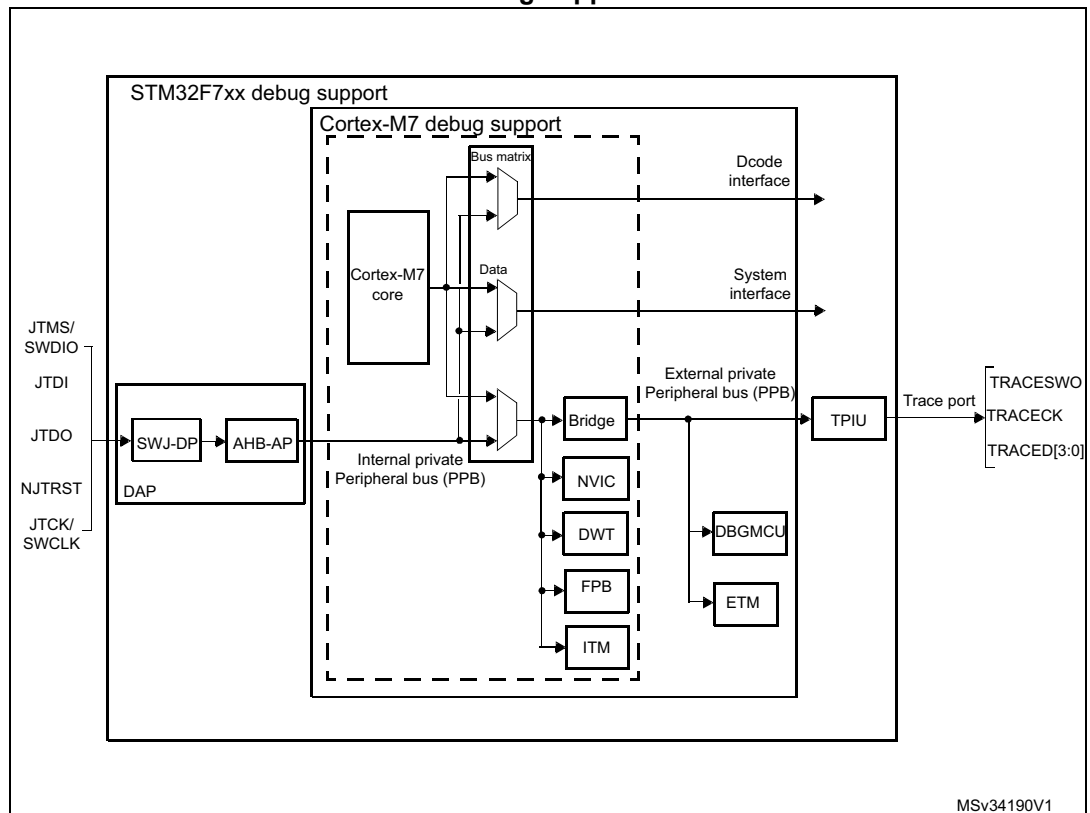 STM32F7xx debug support
Cortex-M7 debug support
Bus matrix
Dcode
interface
Cortex-M7
core
Data
System
interface
JTMS/
SWDIO
JTDI
JTDO
NJTRST
JTCK/
SWCLK
SWJ-DP
AHB-AP
DAP
Internal private
Peripheral bus (PPB)
Bridge
NVIC
DWT
FPB
ITM
External private
Peripheral bus (PPB)
DBGMCU
ETM
TPIU
Trace port
TRACESWO
TRACECK
TRACED[3:0]
MSv34190V1